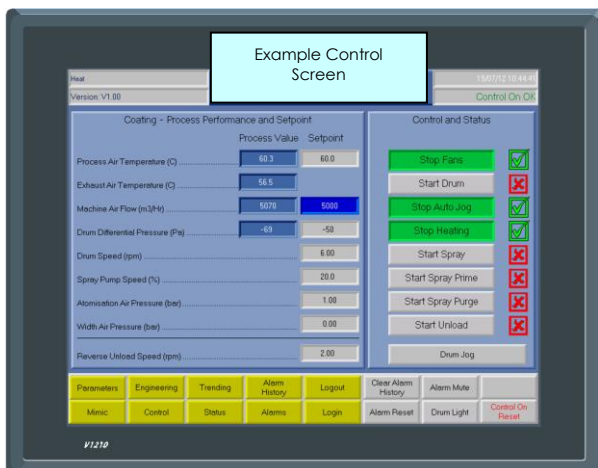 Example Control
Screen
Heat
15/07/12 10:44:41
Version: V1.00
Control On OK
Coating - Process Performance and Setpoint
Control and Status
Process Value Setpoint
Process Air Temperature (C) 60.3 60.0
Stop Fans
Exhaust Air Temperature (C) 56.5
Start Drum
Machine Air Flow (m3/Hr) 5076 5000
Stop Auto Jog
Drum Differential Pressure (Pa) -69 -50
Stop Heating
Drum Speed (rpm) 6.00
Start Spray
Spray Pump Speed (%) 20.0
Start Spray Prime
Atomisation Air Pressure (bar) 1.00
Start Spray Purge
Width Air Pressure (bar) 0.00
Start Unload
Reverse Unload Speed (rpm) 2.00
Drum Jog
Parameters Engineering Trending Alarm History Logout Clear Alarm History Alarm Mute
Mimic Control Status Alarms Login Alarm Reset Drum Light Control On Reset
V1210